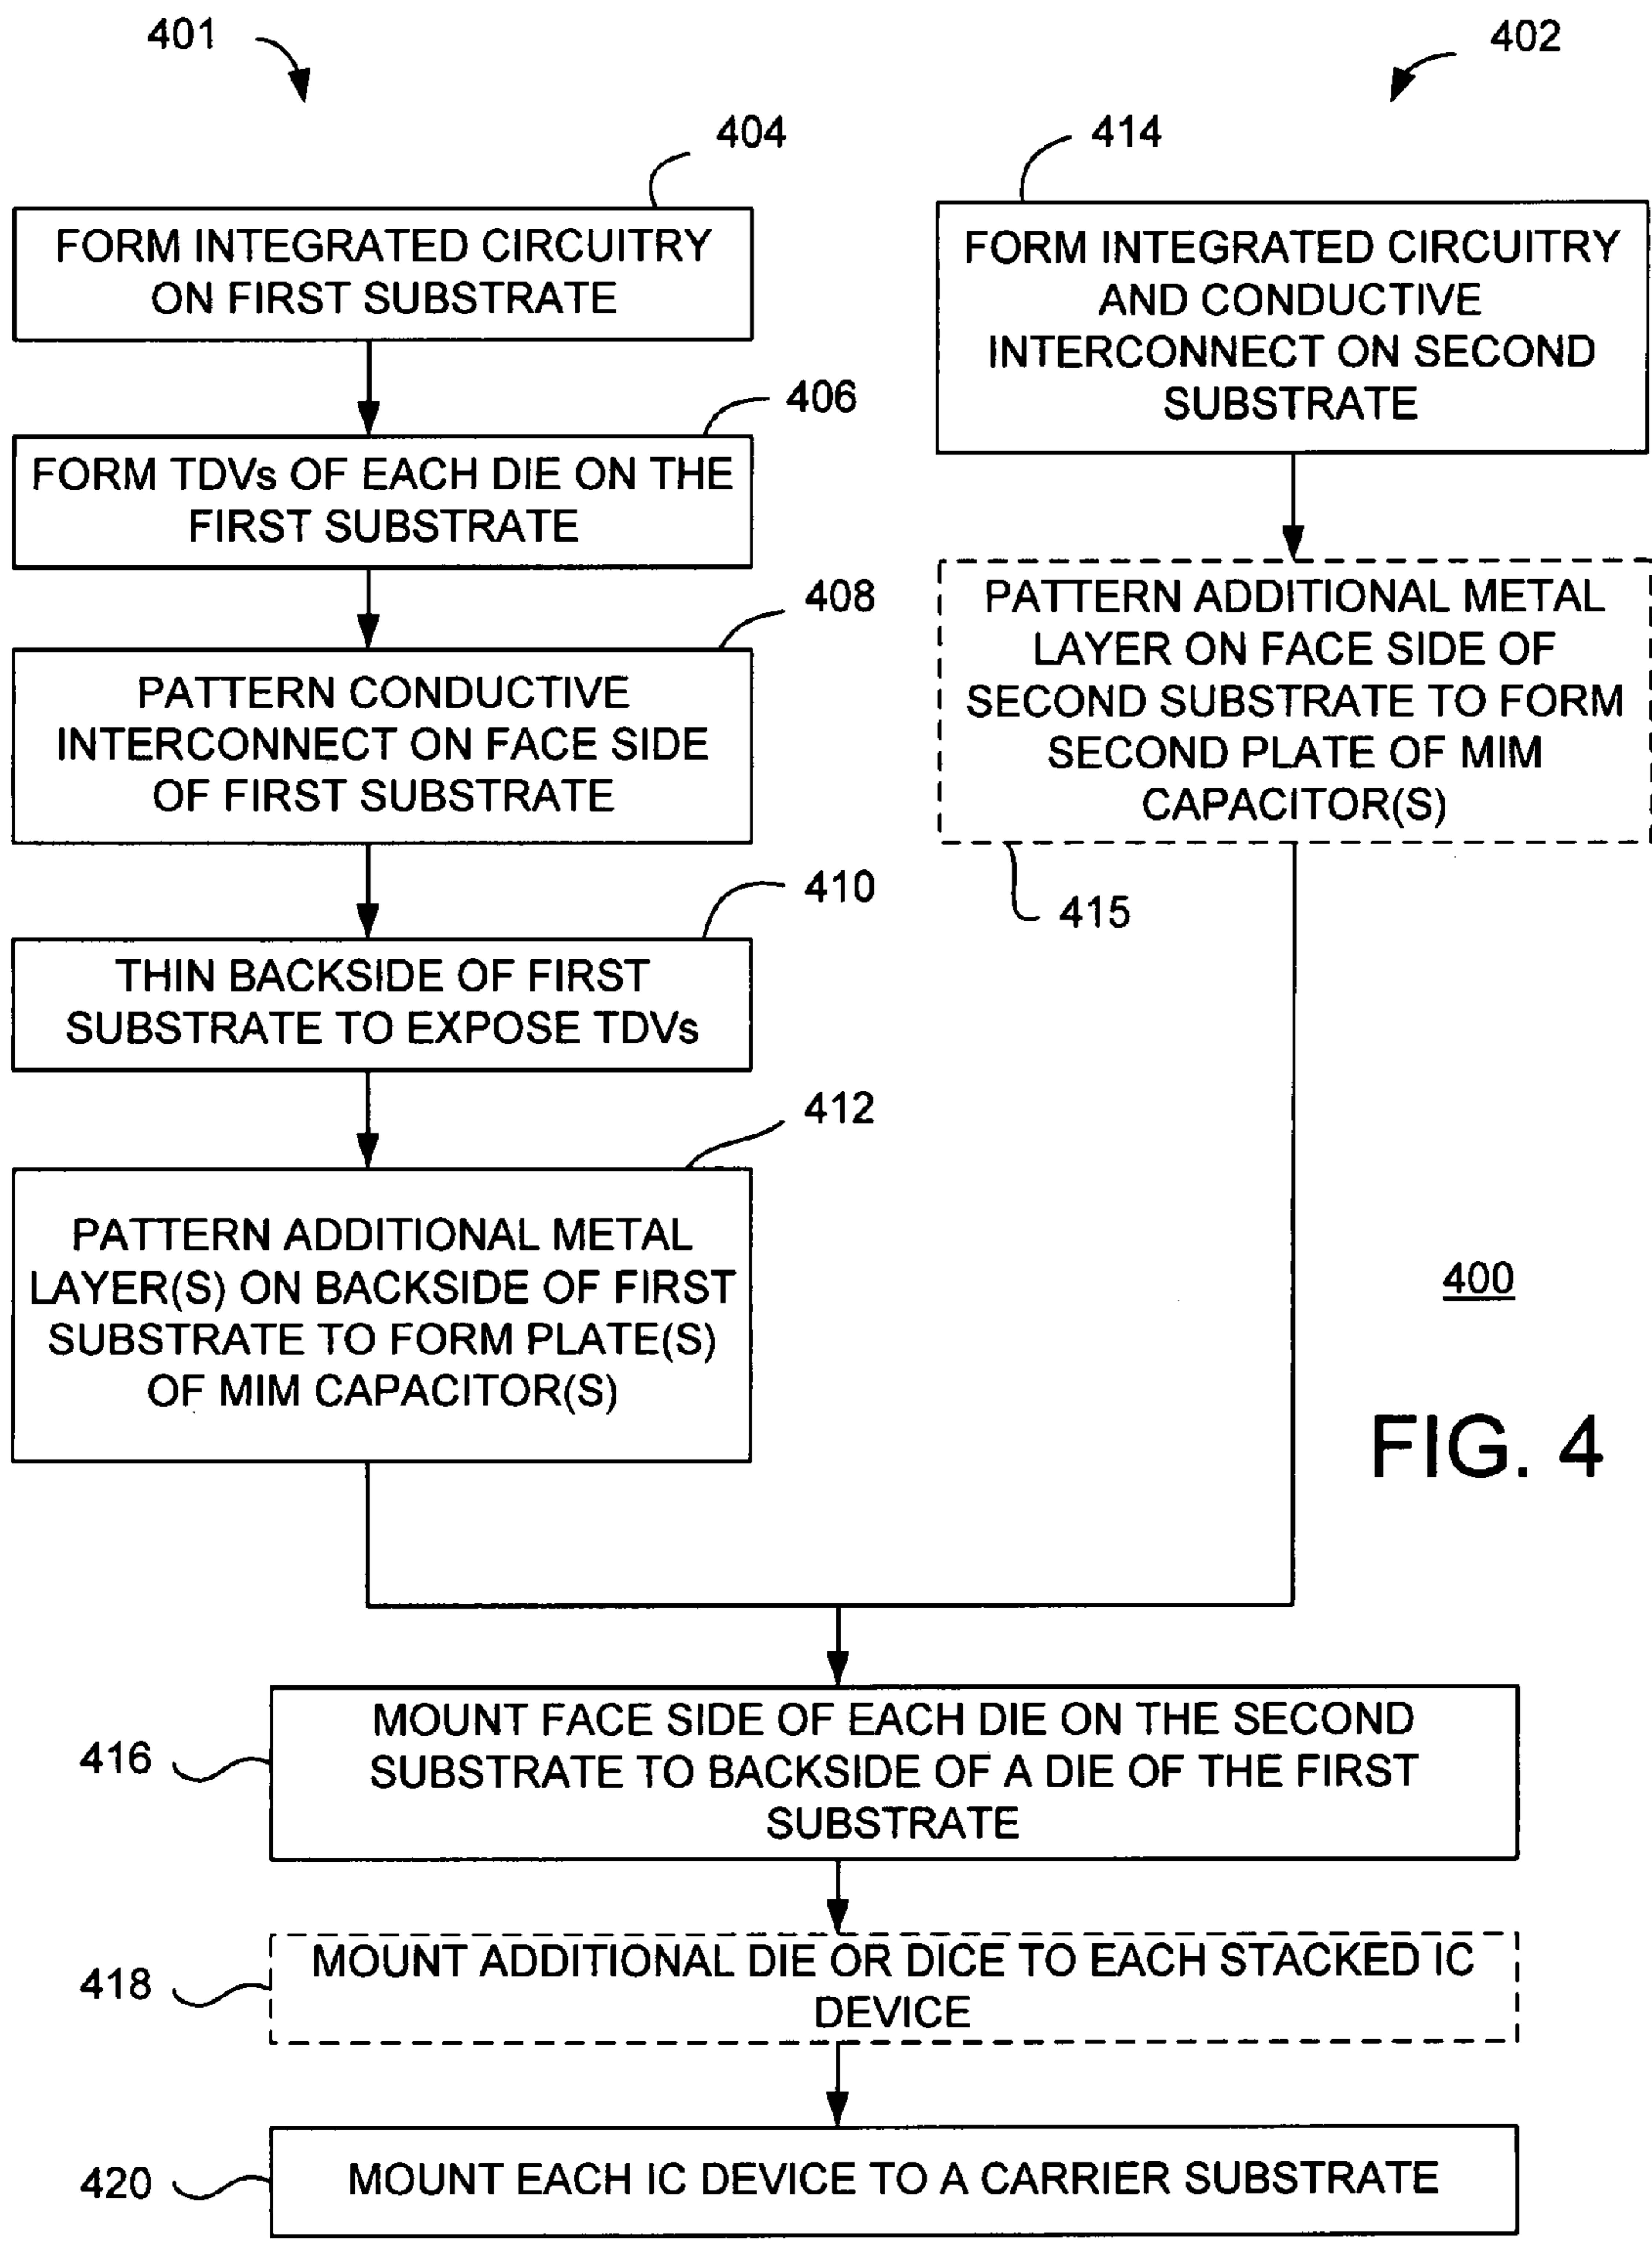 401
404
FORM INTEGRATED CIRCUITRY
ON FIRST SUBSTRATE
406
FORM TDVs OF EACH DIE ON THE
FIRST SUBSTRATE
408
PATTERN CONDUCTIVE
INTERCONNECT ON FACE SIDE
OF FIRST SUBSTRATE
410
THIN BACKSIDE OF FIRST
SUBSTRATE TO EXPOSE TDVs
412
PATTERN ADDITIONAL METAL
LAYER(S) ON BACKSIDE OF FIRST
SUBSTRATE TO FORM PLATE(S)
OF MIM CAPACITOR(S)
402
414
FORM INTEGRATED CIRCUITRY
AND CONDUCTIVE
INTERCONNECT ON SECOND
SUBSTRATE
PATTERN ADDITIONAL METAL
LAYER ON FACE SIDE OF
SECOND SUBSTRATE TO FORM
SECOND PLATE OF MIM
CAPACITOR(S)
415
400
FIG. 4
416
MOUNT FACE SIDE OF EACH DIE ON THE SECOND
SUBSTRATE TO BACKSIDE OF A DIE OF THE FIRST
SUBSTRATE
418
MOUNT ADDITIONAL DIE OR DICE TO EACH STACKED IC
DEVICE
420
MOUNT EACH IC DEVICE TO A CARRIER SUBSTRATE